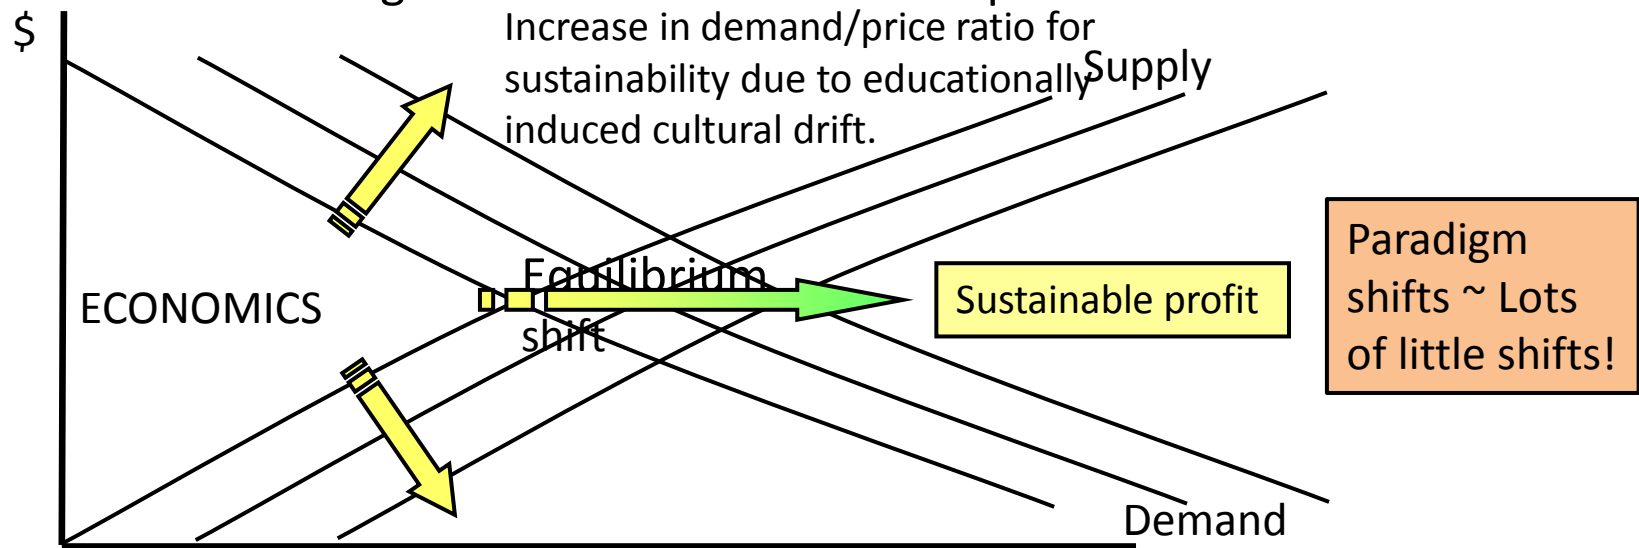 $
Increase in demand/price ratio for
sustainability due to educationally
induced cultural drift.
Supply
ECONOMICS
Equilibrium
shift
Sustainable profit
Paradigm
shifts ~ Lots
of little shifts!
Demand